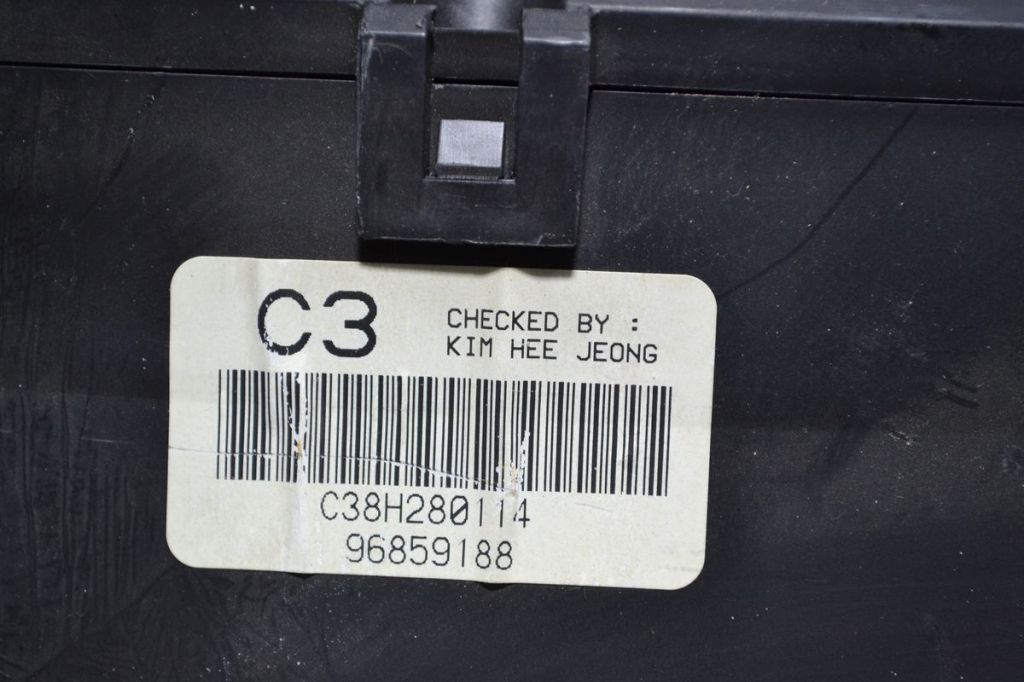 C3
CHECKED BY :
KIM HEE JEONG
C38H280114
96859188